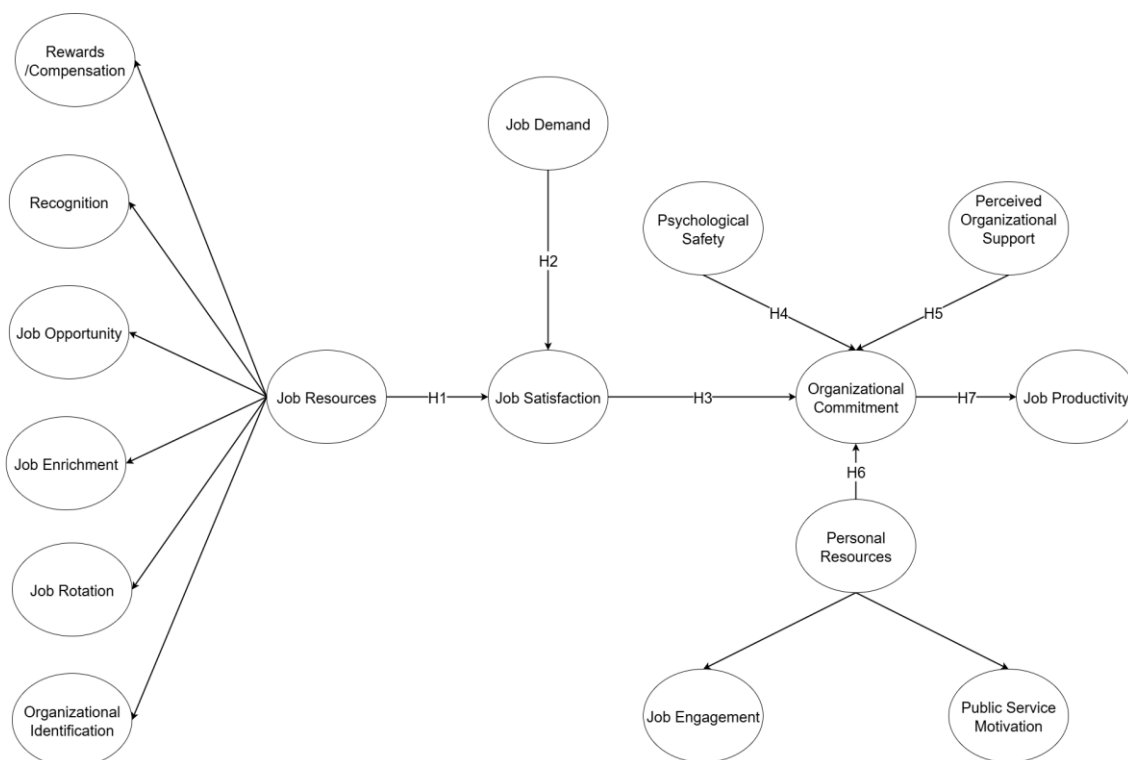 Rewards
/Compensation
Job Demand
Recognition
Psychological
Safety
Perceived
Organizational
Support
H2
H4
H5
Job Opportunity
Job Resources
H1
Job Satisfaction
H3
Organizational
Commitment
H7
Job Productivity
Job Enrichment
H6
Personal
Resources
Job Rotation
Organizational
Identification
Job Engagement
Public Service
Motivation